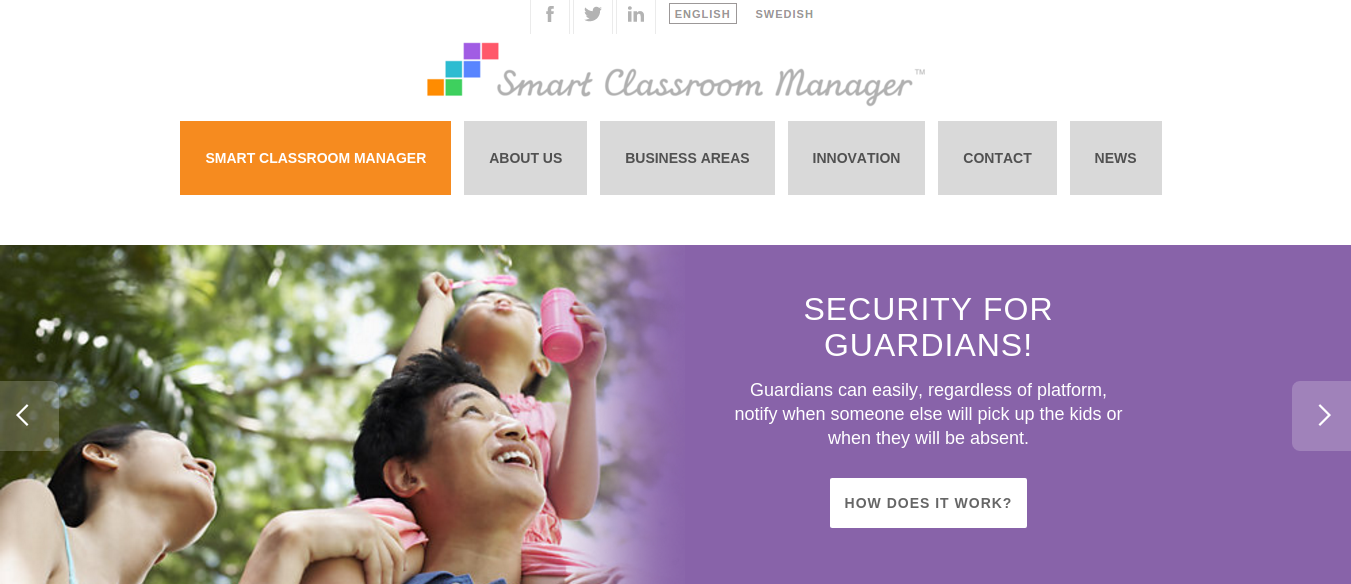 ENGLISH SWEDISH
Smart Classroom Manager™
SMART CLASSROOM MANAGER ABOUT US BUSINESS AREAS INNOVATION CONTACT NEWS
SECURITY FOR
GUARDIANS!
Guardians can easily, regardless of platform,
notify when someone else will pick up the kids or
when they will be absent.
HOW DOES IT WORK?